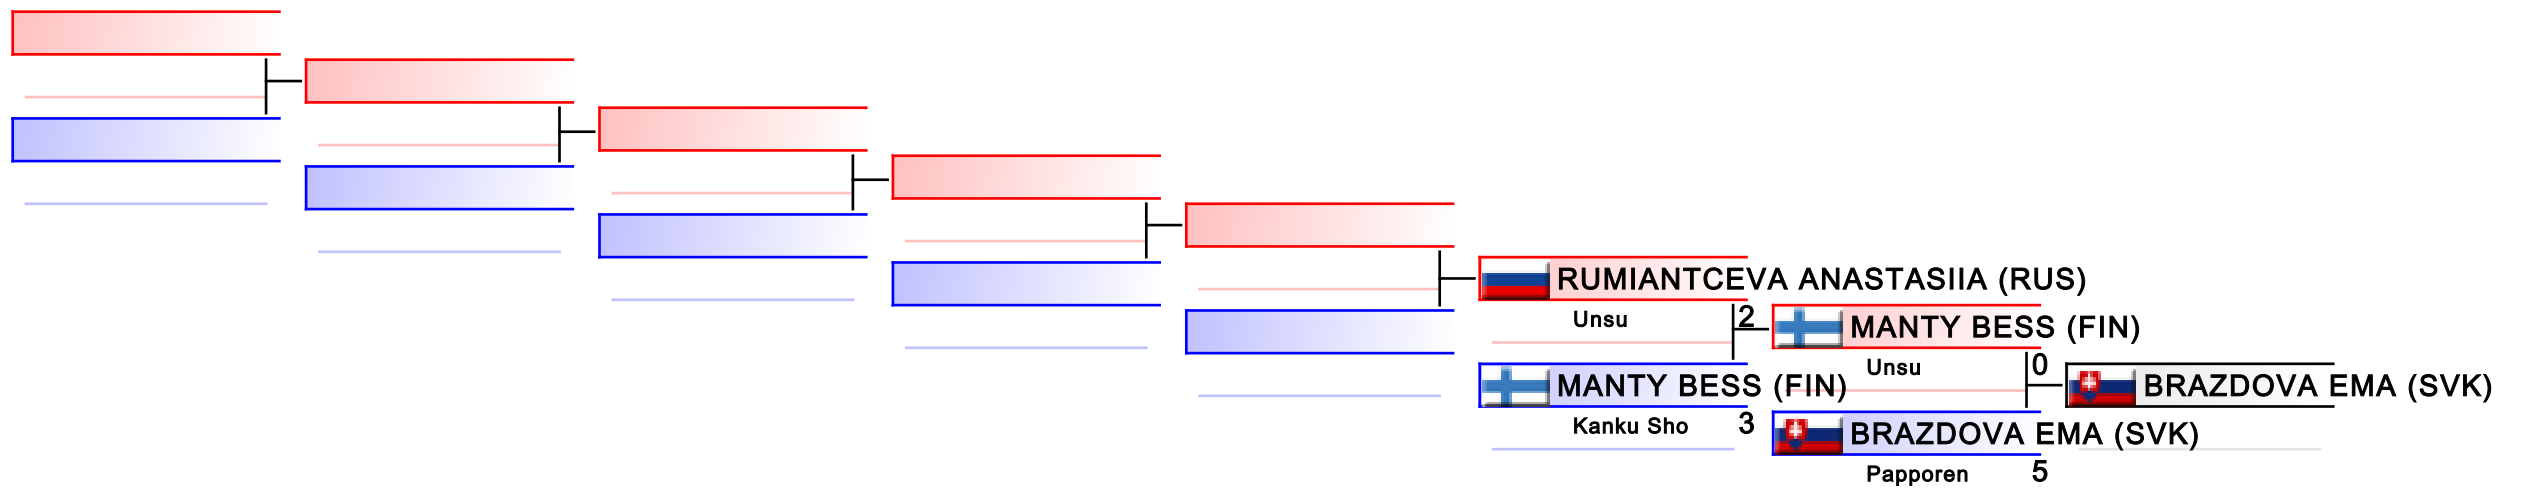 RUMIANTCEVA ANASTASIIA (RUS)
Unsu 2
MANTY BESS (FIN)
Kanku Sho 3
MANTY BESS (FIN)
Unsu 0
BRAZDOVA EMA (SVK)
Papporen 5
BRAZDOVA EMA (SVK)